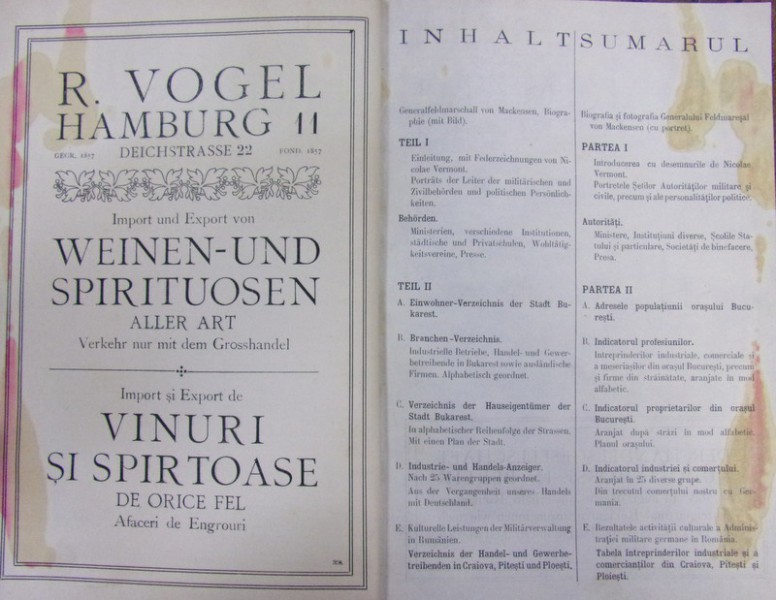 R. VOGEL
HAMBURG 11
GEGR. 1857 DEICHSTRASSE 22 FOND. 1857
Import und Export von
WEINEN-UND
SPIRITUOSEN
ALLER ART
Verkehr nur mit dem Grosshandel
Import și Export de
VINURI
ȘI SPIRTOASE
DE ORICE FEL
Afaceri de Engrouri
INHALT
Generalfeldmarschall von Mackensen, Biogra-
phie (mit Bild).
TEIL I
Einleitung, mit Federzeichnungen von Ni-
colae Vermont.
Porträts der Leiter der militärischen und
Zivilbehörden und politischen Persönlich-
keiten.
Behörden.
Ministerien, verschiedene Institutionen,
städtische und Privatschulen, Wohltätig-
keitsvereine, Presse.
TEIL II
A. Einwohner-Verzeichnis der Stadt Bu-
karest.
B. Branchen-Verzeichnis.
Industrielle Betriebe, Handel- und Gewer-
betreibende in Bukarest sowie ausländische
Firmen. Alphabetisch geordnet.
C. Verzeichnis der Hauseigentümer der
Stadt Bukarest.
In alphabetischer Reihenfolge der Strassen.
Mit einen Plan der Stadt.
D. Industrie- und Handels-Anzeiger.
Nach 25 Warengruppen geordnet.
Aus der Vergangenheit unseres Handels
mit Deutschland.
E. Kulturelle Leistungen der Militärverwaltung
in Rumänien.
Verzeichnis der Handel- und Gewerbe-
treibenden in Craiova, Pitești und Ploești.
SUMARUL
Biografia și fotografia Generalului Feldmareșal
von Mackensen (cu portret).
PARTEA I
Introducerea cu desemnurile de Nicolae
Vermont.
Portretele Șefilor Autorităților militare și
civile, precum și ale personalităților politice.
Autorități.
Ministere, Instituțiuni diverse, Școlile Sta-
tului și particulare, Societăți de binefacere,
Presa.
PARTEA II
A. Adresele populațiunii orașului Bucu-
rești.
B. Indicatorul profesiunilor.
Intreprinderilor industriale, comerciale și
a meseriașilor din orașul București, precum
și firme din străinătate, aranjate în mod
alfabetic.
C. Indicatorul proprietarilor din orașul
București.
Aranjat după străzi în mod alfabetic.
Planul orașului.
D. Indicatorul industriei și comerțului.
Aranjat în 25 diverse grupe.
Din trecutul comerțului nostru cu Ger-
mania.
E. Rezultatele activității culturale a Adminis-
trației militare germane în România.
Tabela întreprinderilor industriale și a
comercianților din Craiova, Pitești și
Ploiești.